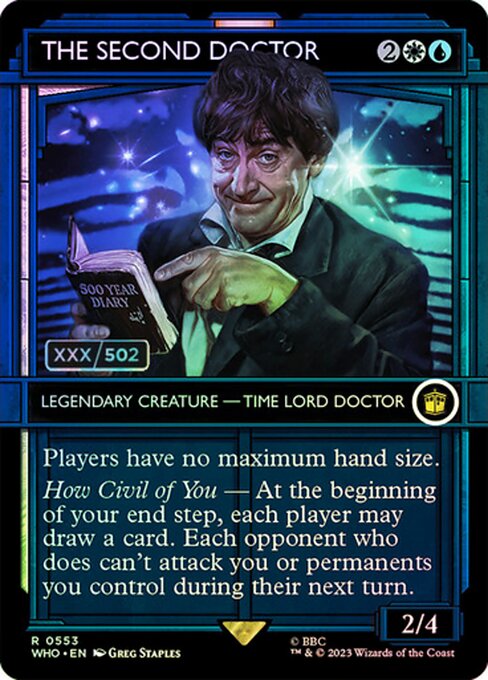 THE SECOND DOCTOR 2
500 YEAR
DIARY
XXX/502
LEGENDARY CREATURE — TIME LORD DOCTOR
Players have no maximum hand size.
How Civil of You — At the beginning
of your end step, each player may
draw a card. Each opponent who
does can't attack you or permanents
you control during their next turn.
2/4
R 0553
WHO • EN GREG STAPLES
© BBC
™ & © 2023 Wizards of the Coast